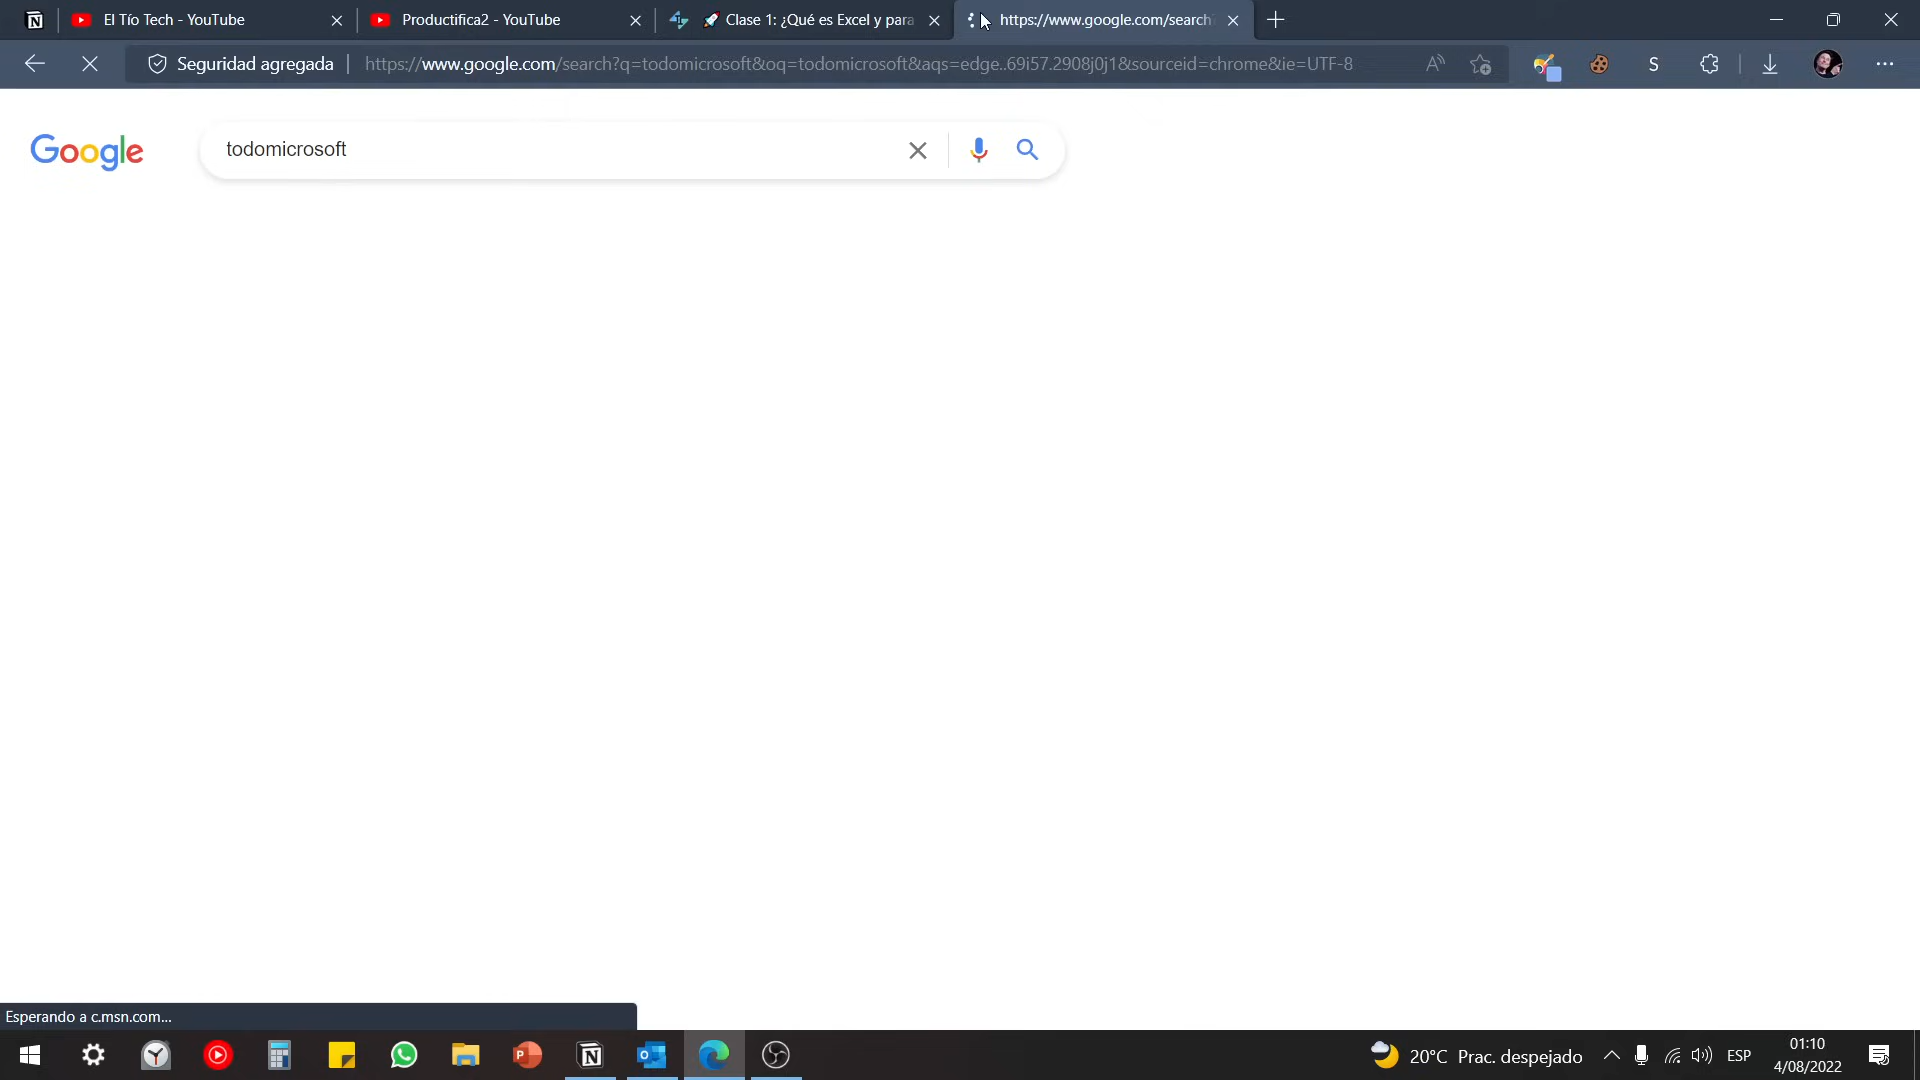 El Tío Tech - YouTube
Productifica2 - YouTube
🚀 Clase 1: ¿Qué es Excel y para
https://www.google.com/search
Seguridad agregada
https://www.google.com/search?q=todomicrosoft&oq=todomicrosoft&aqs=edge..69i57.2908j0j1&sourceid=chrome&ie=UTF-8
S
Google
todomicrosoft
Esperando a c.msn.com...
20°C Prac. despejado
ESP
01:10
4/08/2022